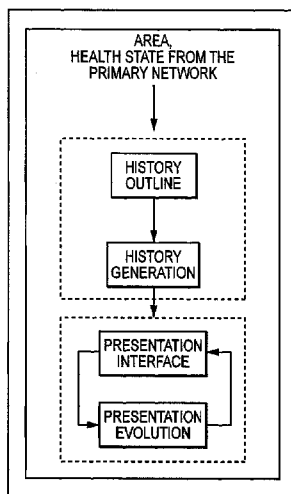 AREA,
HEALTH STATE FROM THE
PRIMARY NETWORK
HISTORY
OUTLINE
HISTORY
GENERATION
PRESENTATION
INTERFACE
PRESENTATION
EVOLUTION